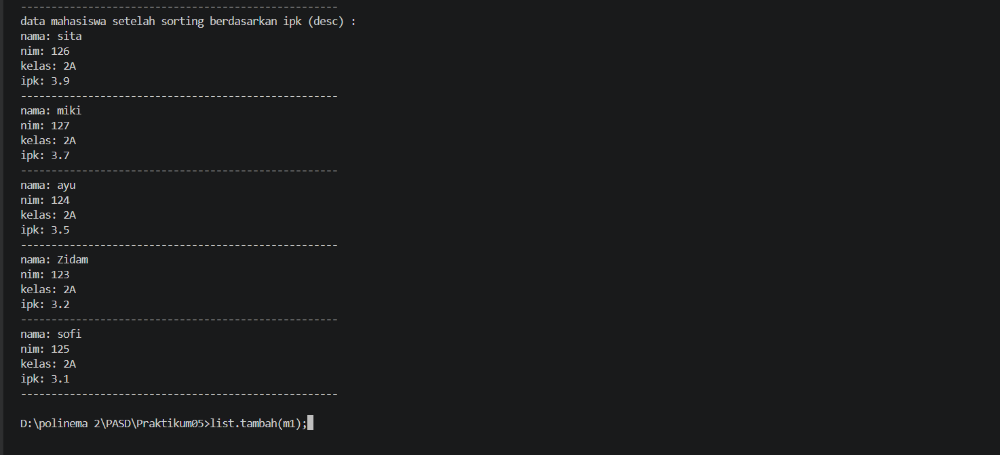 ----------------------------------------------------
data mahasiswa setelah sorting berdasarkan ipk (desc) :
nama: sita
nim: 126
kelas: 2A
ipk: 3.9
----------------------------------------------------
nama: miki
nim: 127
kelas: 2A
ipk: 3.7
----------------------------------------------------
nama: ayu
nim: 124
kelas: 2A
ipk: 3.5
----------------------------------------------------
nama: Zidam
nim: 123
kelas: 2A
ipk: 3.2
----------------------------------------------------
nama: sofi
nim: 125
kelas: 2A
ipk: 3.1
----------------------------------------------------
D:\polinema 2\PASD\Praktikum05>list.tambah(m1);